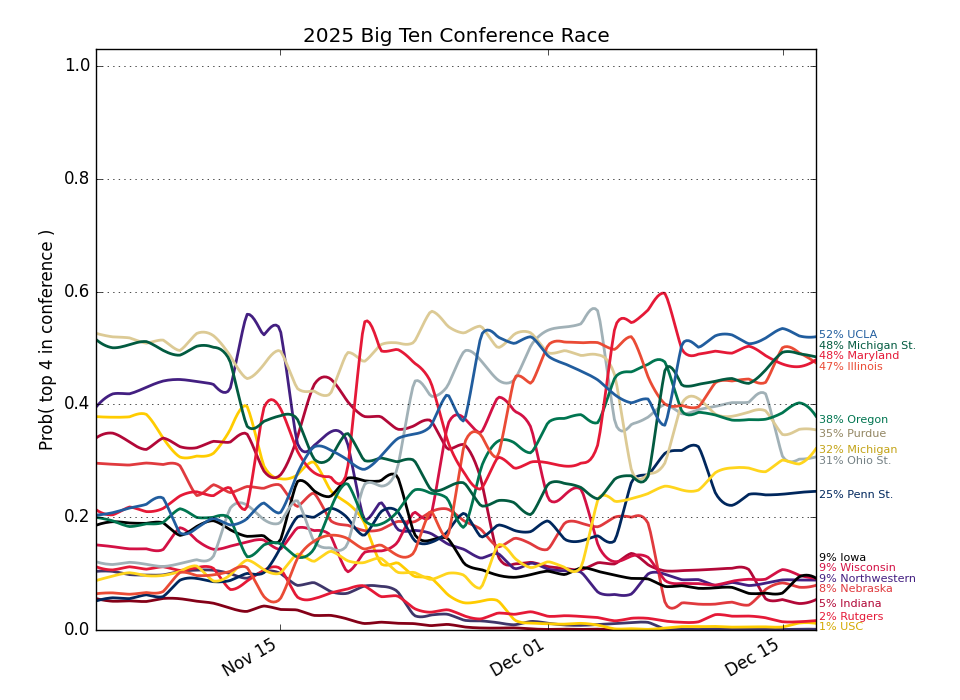 2025 Big Ten Conference Race
Prob( top 4 in conference )
1.0
0.8
0.6
0.4
0.2
0.0
Nov 15
Dec 01
Dec 15
52% UCLA
48% Michigan St.
48% Maryland
47% Illinois
38% Oregon
35% Purdue
32% Michigan
31% Ohio St.
25% Penn St.
9% Iowa
9% Wisconsin
9% Northwestern
8% Nebraska
5% Indiana
2% Rutgers
1% USC